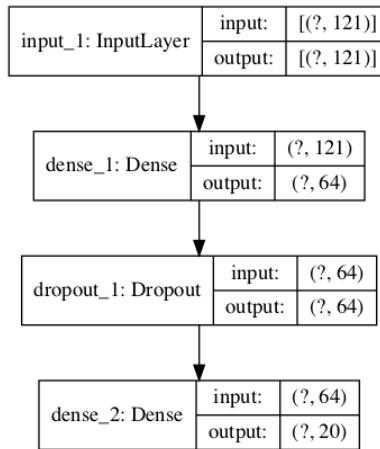 input_1: InputLayer
input: [(?, 121)]
output: [(?, 121)]
dense_1: Dense
input: (?, 121)
output: (?, 64)
dropout_1: Dropout
input: (?, 64)
output: (?, 64)
dense_2: Dense
input: (?, 64)
output: (?, 20)